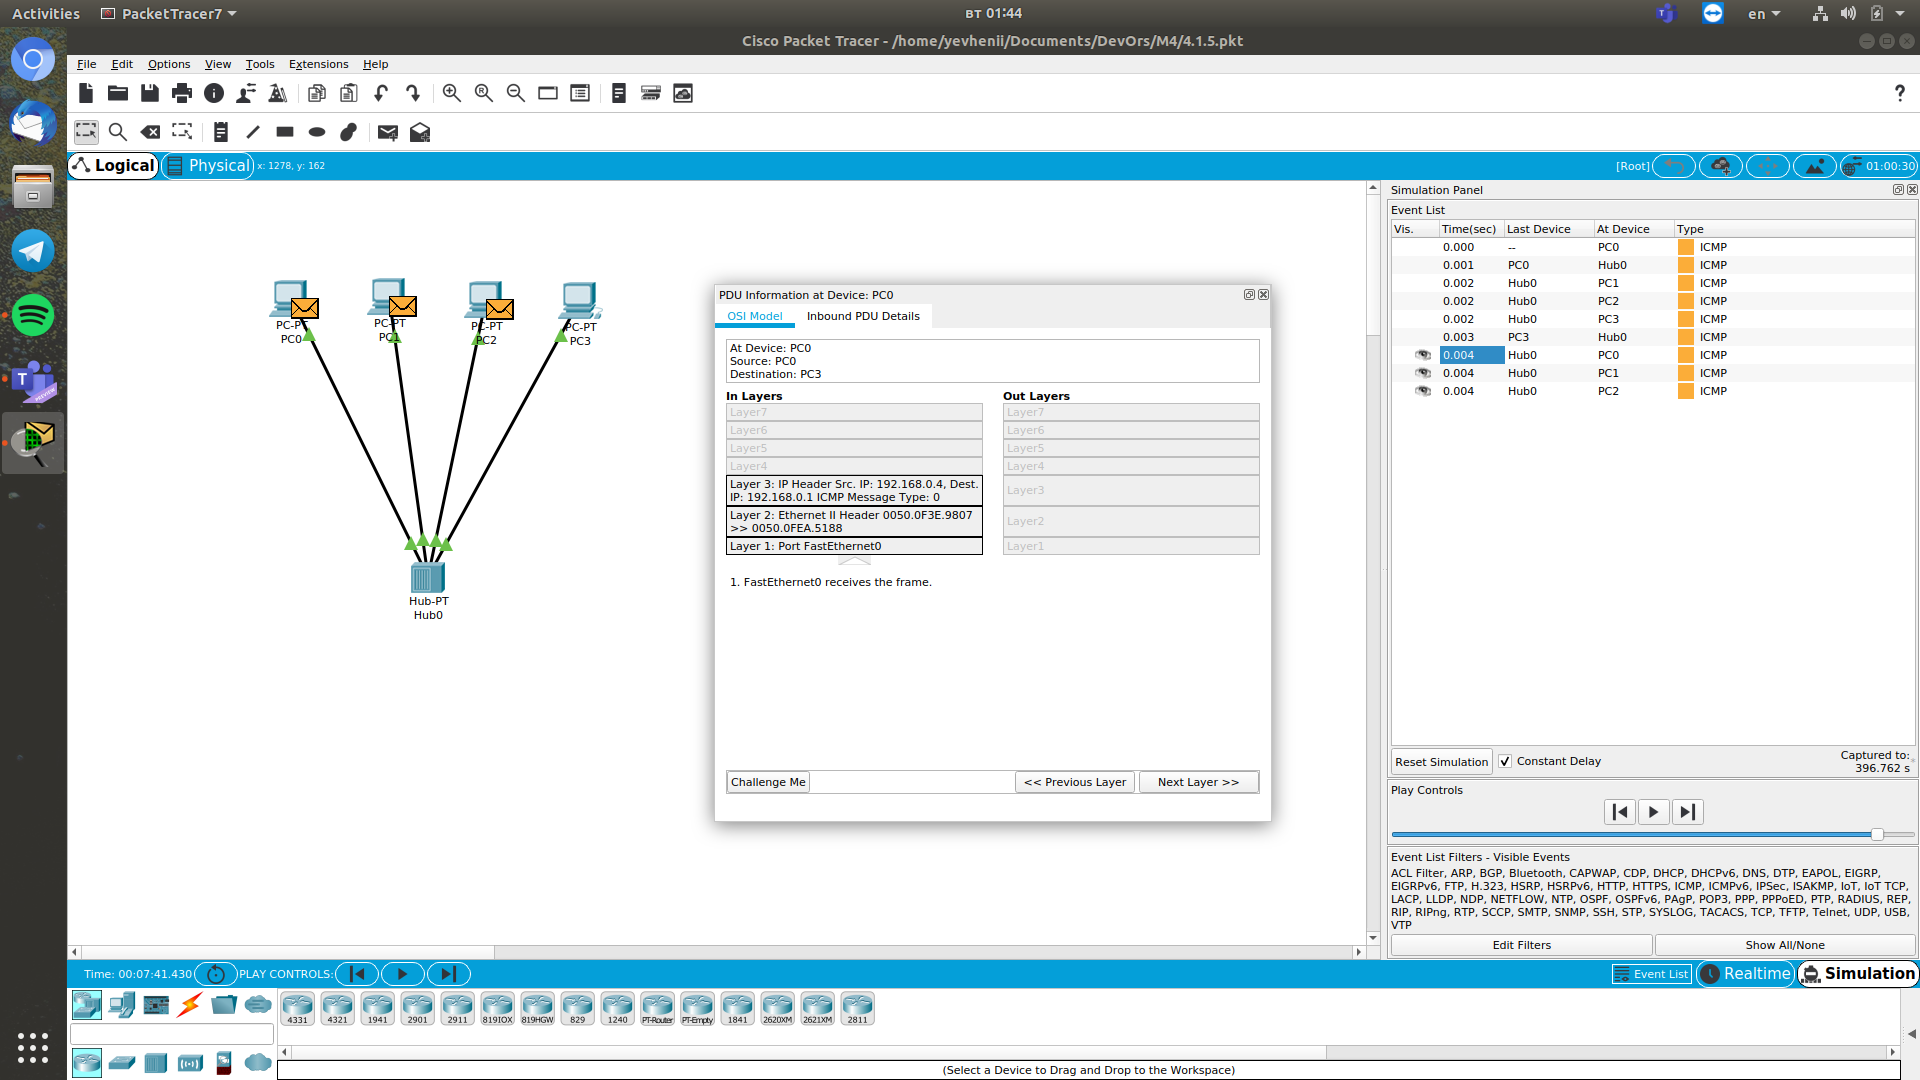 Activities PacketTracer7 вт 01:44 en
Cisco Packet Tracer - /home/yevhenii/Documents/DevOrs/M4/4.1.5.pkt
File Edit Options View Tools Extensions Help
?
Logical Physical x: 1278, y: 162 [Root] 01:00:30
Simulation Panel
Event List
Vis. Time(sec) Last Device At Device Type
0.000 -- PC0 ICMP
0.001 PC0 Hub0 ICMP
0.002 Hub0 PC1 ICMP
0.002 Hub0 PC2 ICMP
0.002 Hub0 PC3 ICMP
0.003 PC3 Hub0 ICMP
0.004 Hub0 PC0 ICMP
0.004 Hub0 PC1 ICMP
0.004 Hub0 PC2 ICMP
PC-PT
PC0
PC-PT
PC1
PC-PT
PC2
PC-PT
PC3
Hub-PT
Hub0
PDU Information at Device: PC0
OSI Model Inbound PDU Details
At Device: PC0
Source: PC0
Destination: PC3
In Layers Out Layers
Layer7 Layer7
Layer6 Layer6
Layer5 Layer5
Layer4 Layer4
Layer 3: IP Header Src. IP: 192.168.0.4, Dest.
IP: 192.168.0.1 ICMP Message Type: 0
Layer3
Layer 2: Ethernet II Header 0050.0F3E.9807
>> 0050.0FEA.5188
Layer2
Layer 1: Port FastEthernet0 Layer1
1. FastEthernet0 receives the frame.
Challenge Me << Previous Layer Next Layer >>
Reset Simulation Constant Delay
Captured to:
396.762 s
Play Controls
Event List Filters - Visible Events
ACL Filter, ARP, BGP, Bluetooth, CAPWAP, CDP, DHCP, DHCPv6, DNS, DTP, EAPOL, EIGRP,
EIGRPv6, FTP, H.323, HSRP, HSRPv6, HTTP, HTTPS, ICMP, ICMPv6, IPSec, ISAKMP, IoT, IoT TCP,
LACP, LLDP, NDP, NETFLOW, NTP, OSPF, OSPFv6, PAgP, POP3, PPP, PPPoED, PTP, RADIUS, REP,
RIP, RIPng, RTP, SCCP, SMTP, SNMP, SSH, STP, SYSLOG, TACACS, TCP, TFTP, Telnet, UDP, USB,
VTP
Edit Filters Show All/None
Time: 00:07:41.430 PLAY CONTROLS: Event List Realtime Simulation
4331 4321 1941 2901 2911 819IOX 819HGW 829 1240 PT-Router PT-Empty 1841 2620XM 2621XM 2811
(Select a Device to Drag and Drop to the Workspace)